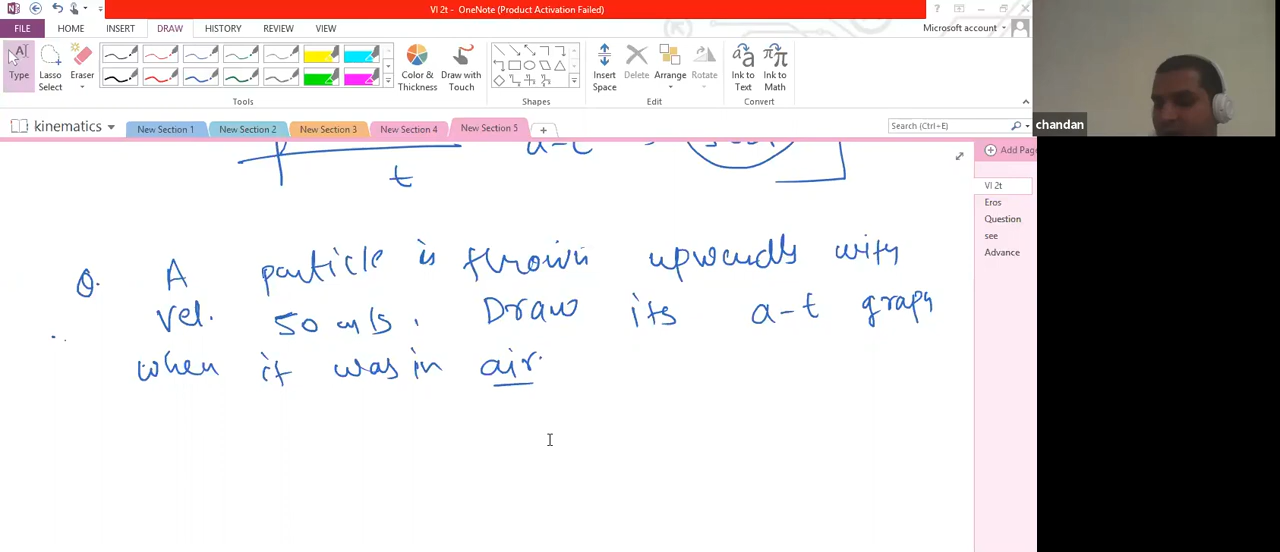 VI 2t - OneNote (Product Activation Failed)
FILE HOME INSERT DRAW HISTORY REVIEW VIEW
Microsoft account
Type
Lasso Select
Eraser
Color & Thickness
Draw with Touch
Insert Space
Delete
Arrange
Rotate
Ink to Text
Ink to Math
Tools
Shapes
Edit
Convert
chandan
kinematics
New Section 1 New Section 2 New Section 3 New Section 4 New Section 5
Search (Ctrl+E)
Add Page
VI 2t
Eros
Question
see
Advance
t
a-t
Q. A particle is thrown upwards with
vel. 50 m/s. Draw its a-t graph
when it was in air.